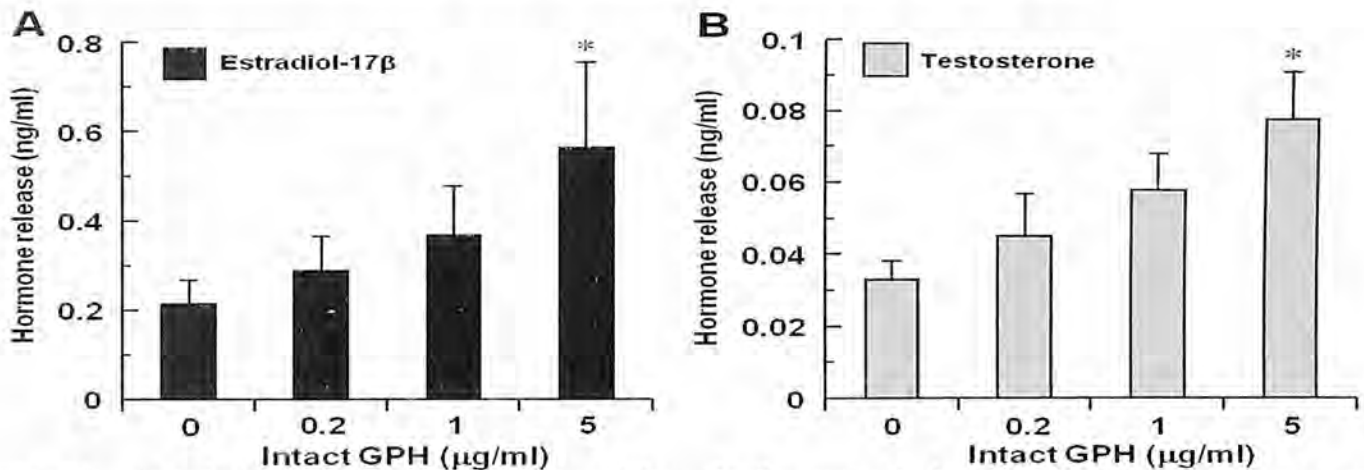 A
Hormone release (ng/ml)
0.8
0.6
0.4
0.2
0
Estradiol-17β
*
0 0.2 1 5
Intact GPH (μg/ml)
B
Hormone release (ng/ml)
0.1
0.08
0.06
0.04
0.02
0
Testosterone
*
0 0.2 1 5
Intact GPH (μg/ml)